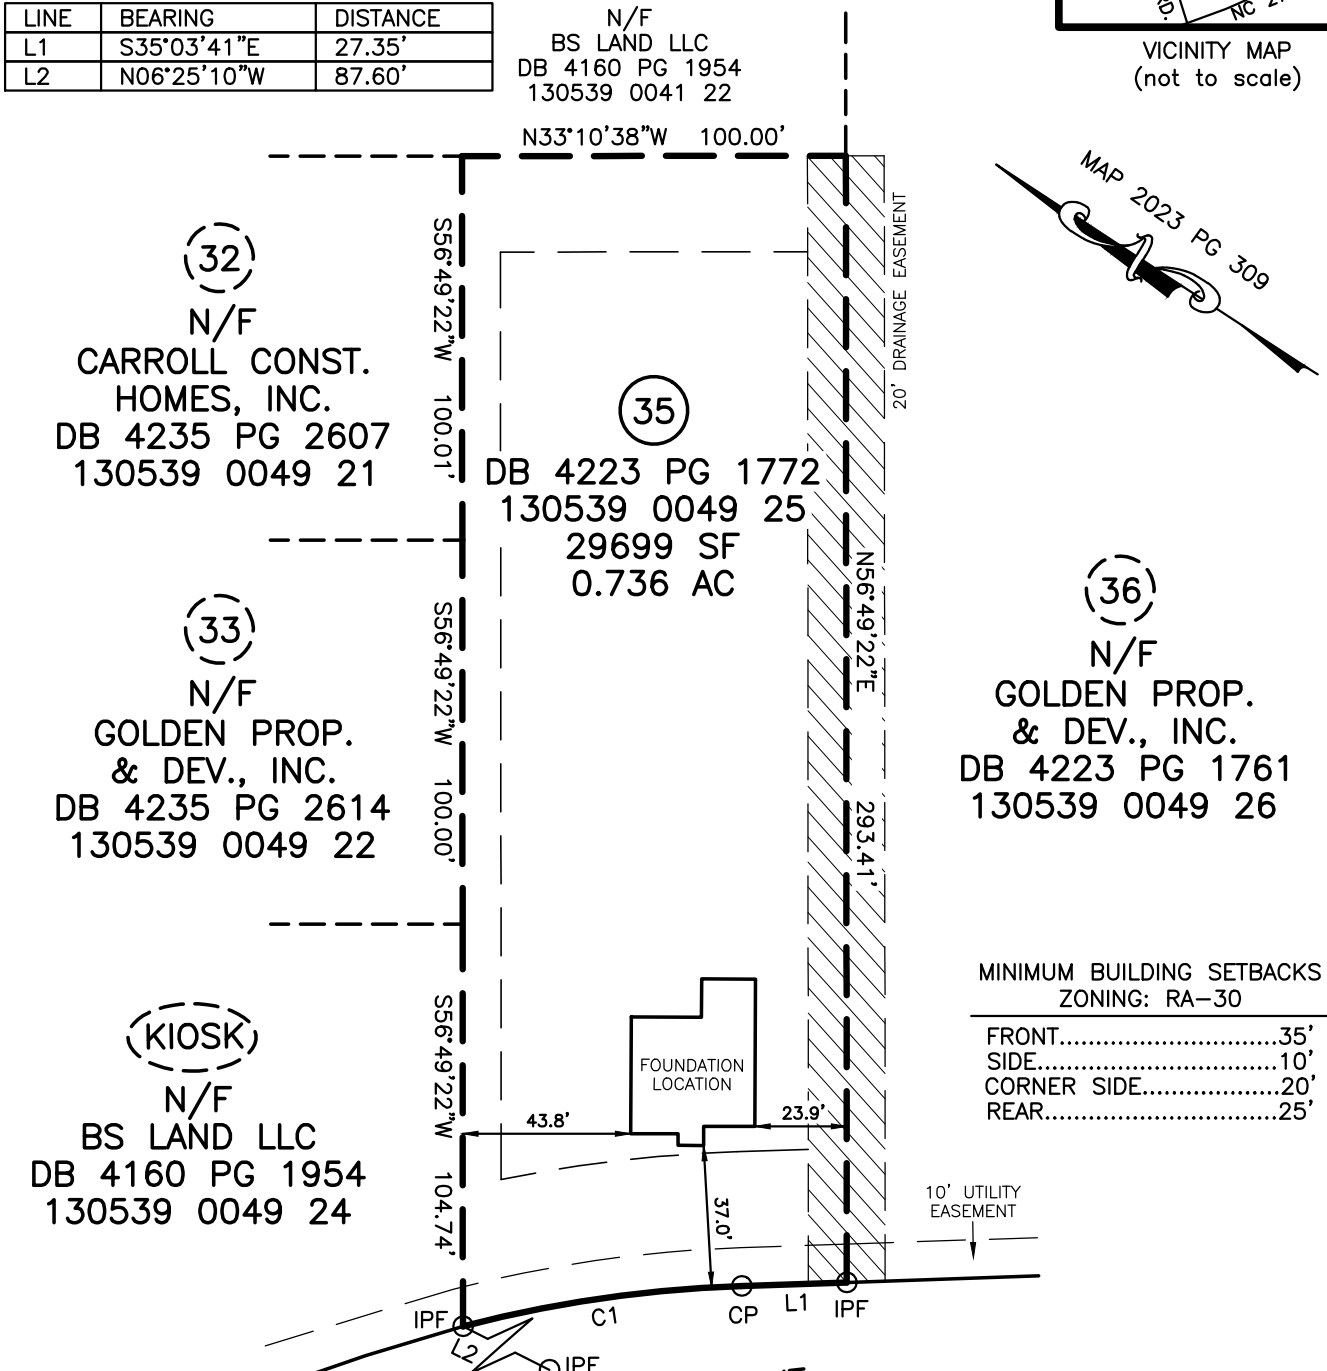 LINE BEARING DISTANCE
L1 S35°03'41"E 27.35'
L2 N06°25'10"W 87.60'
N/F
BS LAND LLC
DB 4160 PG 1954
130539 0041 22
N33°10'38"W 100.00'
RD.
VICINITY MAP
(not to scale)
MAP 2023 PG 309
32
N/F
CARROLL CONST.
HOMES, INC.
DB 4235 PG 2607
130539 0049 21
S56°49'22"W 100.01'
20' DRAINAGE EASEMENT
35
DB 4223 PG 1772
130539 0049 25
29699 SF
0.736 AC
33
N/F
GOLDEN PROP.
& DEV., INC.
DB 4235 PG 2614
130539 0049 22
S56°49'22"W 100.00'
N56°49'22"E 293.41'
36
N/F
GOLDEN PROP.
& DEV., INC.
DB 4223 PG 1761
130539 0049 26
KIOSK
N/F
BS LAND LLC
DB 4160 PG 1954
130539 0049 24
S56°49'22"W 104.74'
FOUNDATION
LOCATION
43.8'
23.9'
37.0'
MINIMUM BUILDING SETBACKS
ZONING: RA-30
FRONT............................35'
SIDE...............................10'
CORNER SIDE..................20'
REAR..............................25'
10' UTILITY
EASEMENT
IPF
C1
CP
L1
IPF
L2
IPF